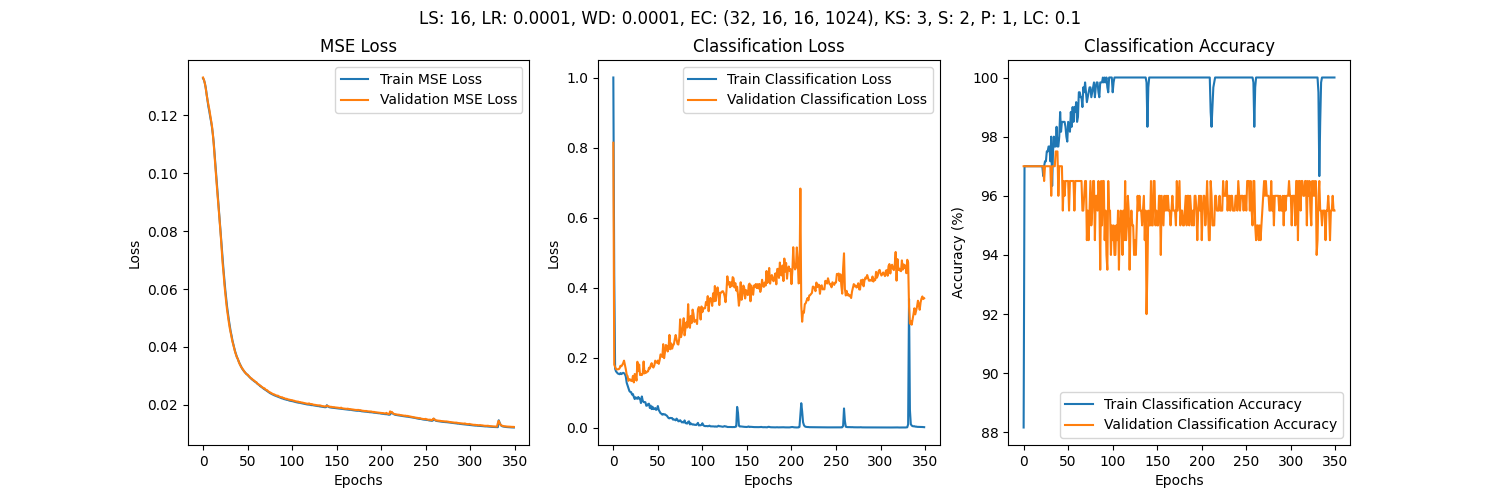 LS: 16, LR: 0.0001, WD: 0.0001, EC: (32, 16, 16, 1024), KS: 3, S: 2, P: 1, LC: 0.1
MSE Loss
Train MSE Loss
Validation MSE Loss
0.12
0.10
0.08
0.06
0.04
0.02
Loss
0 50 100 150 200 250 300 350
Epochs
Classification Loss
Train Classification Loss
Validation Classification Loss
1.0
0.8
0.6
0.4
0.2
0.0
Loss
0 50 100 150 200 250 300 350
Epochs
Classification Accuracy
100
98
96
94
92
90
88
Accuracy (%)
Train Classification Accuracy
Validation Classification Accuracy
0 50 100 150 200 250 300 350
Epochs